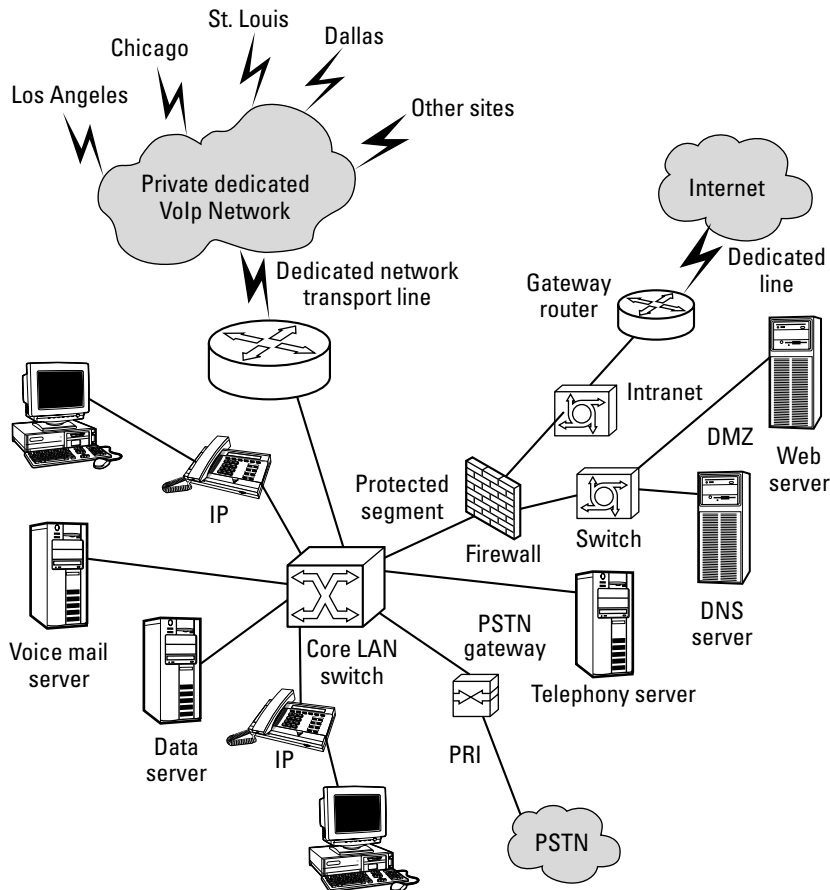 St. Louis
Chicago
Dallas
Los Angeles
Other sites
Private dedicated
VoIp Network
Internet
Dedicated network
transport line
Dedicated
line
Gateway
router
Intranet
DMZ
Web
server
IP
Protected
segment
Firewall
Switch
DNS
server
Voice mail
server
Core LAN
switch
PSTN
gateway
Telephony server
Data
server
IP
PRI
PSTN